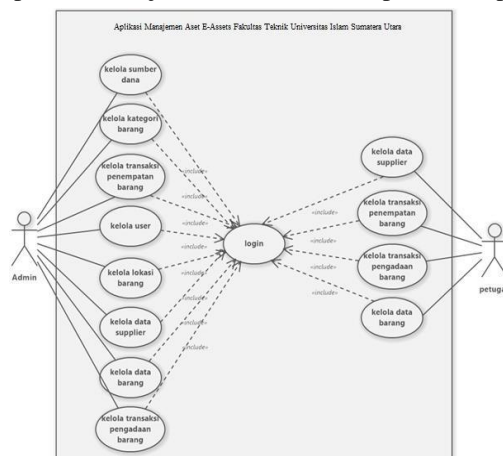 Aplikasi Manajemen Aset E-Assets Fakultas Teknik Universitas Islam Sumatera Utara
kelola sumber
dana
kelola kategori
barang
kelola transaksi
penempatan
barang
kelola user
kelola lokasi
barang
kelola data
supplier
kelola data
barang
kelola transaksi
pengadaan
barang
Admin
«include»
«include»
«include»
«include»
«include»
«include»
«include»
«include»
login
«include»
«include»
«include»
«include»
kelola data
supplier
kelola transaksi
penempatan
barang
kelola transaksi
pengadaan
barang
kelola data
barang